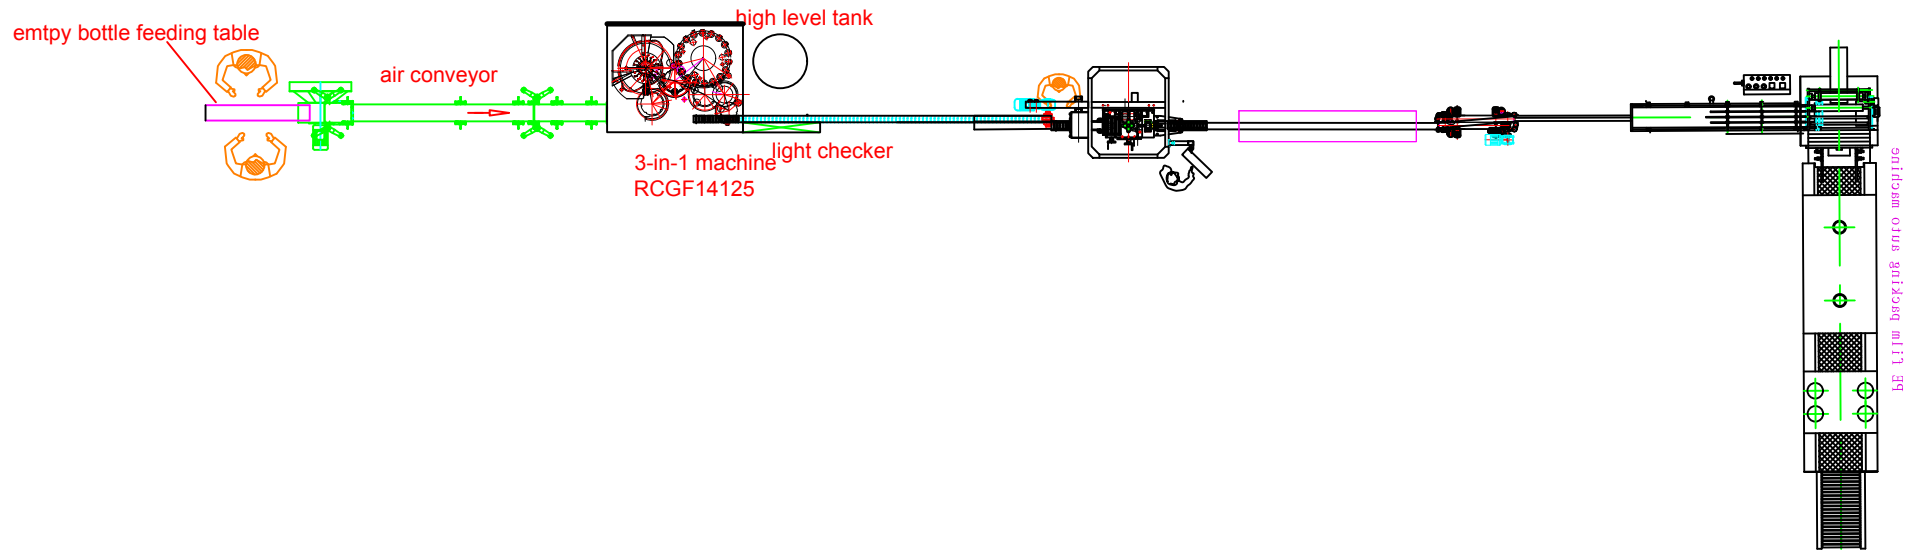 high level tank
emtpy bottle feeding table
air conveyor
light checker
3-in-1 machine
RCGF14125
PE film packing auto machine